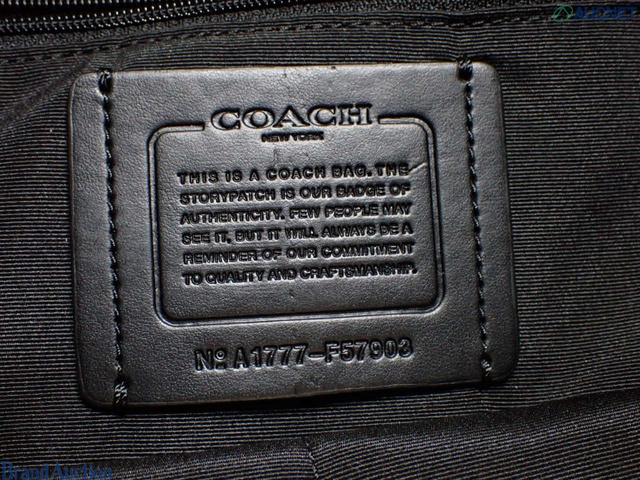 COACH
NEW YORK
THIS IS A COACH BAG. THE
STORYPATCH IS OUR BADGE OF
AUTHENTICITY. FEW PEOPLE MAY
SEE IT, BUT IT WILL ALWAYS BE A
REMINDER OF OUR COMMITMENT
TO QUALITY AND CRAFTSMANSHIP.
Nº A1777-F57903
Brand Auction